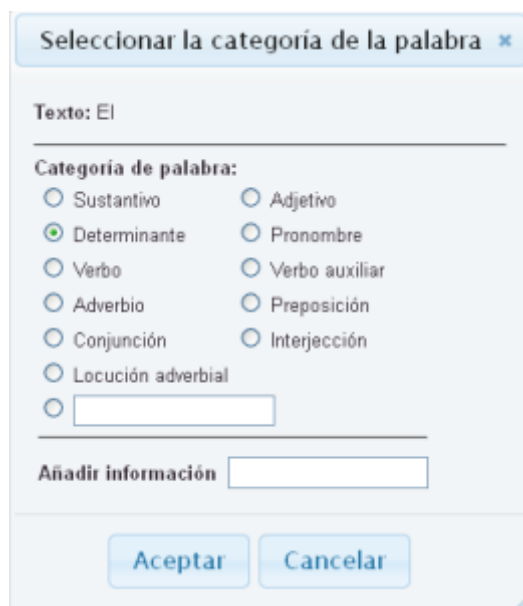 Seleccionar la categoría de la palabra ×
Texto: El
Categoría de palabra:
Sustantivo Adjetivo
Determinante Pronombre
Verbo Verbo auxiliar
Adverbio Preposición
Conjunción Interjección
Locución adverbial
Añadir información
Aceptar Cancelar